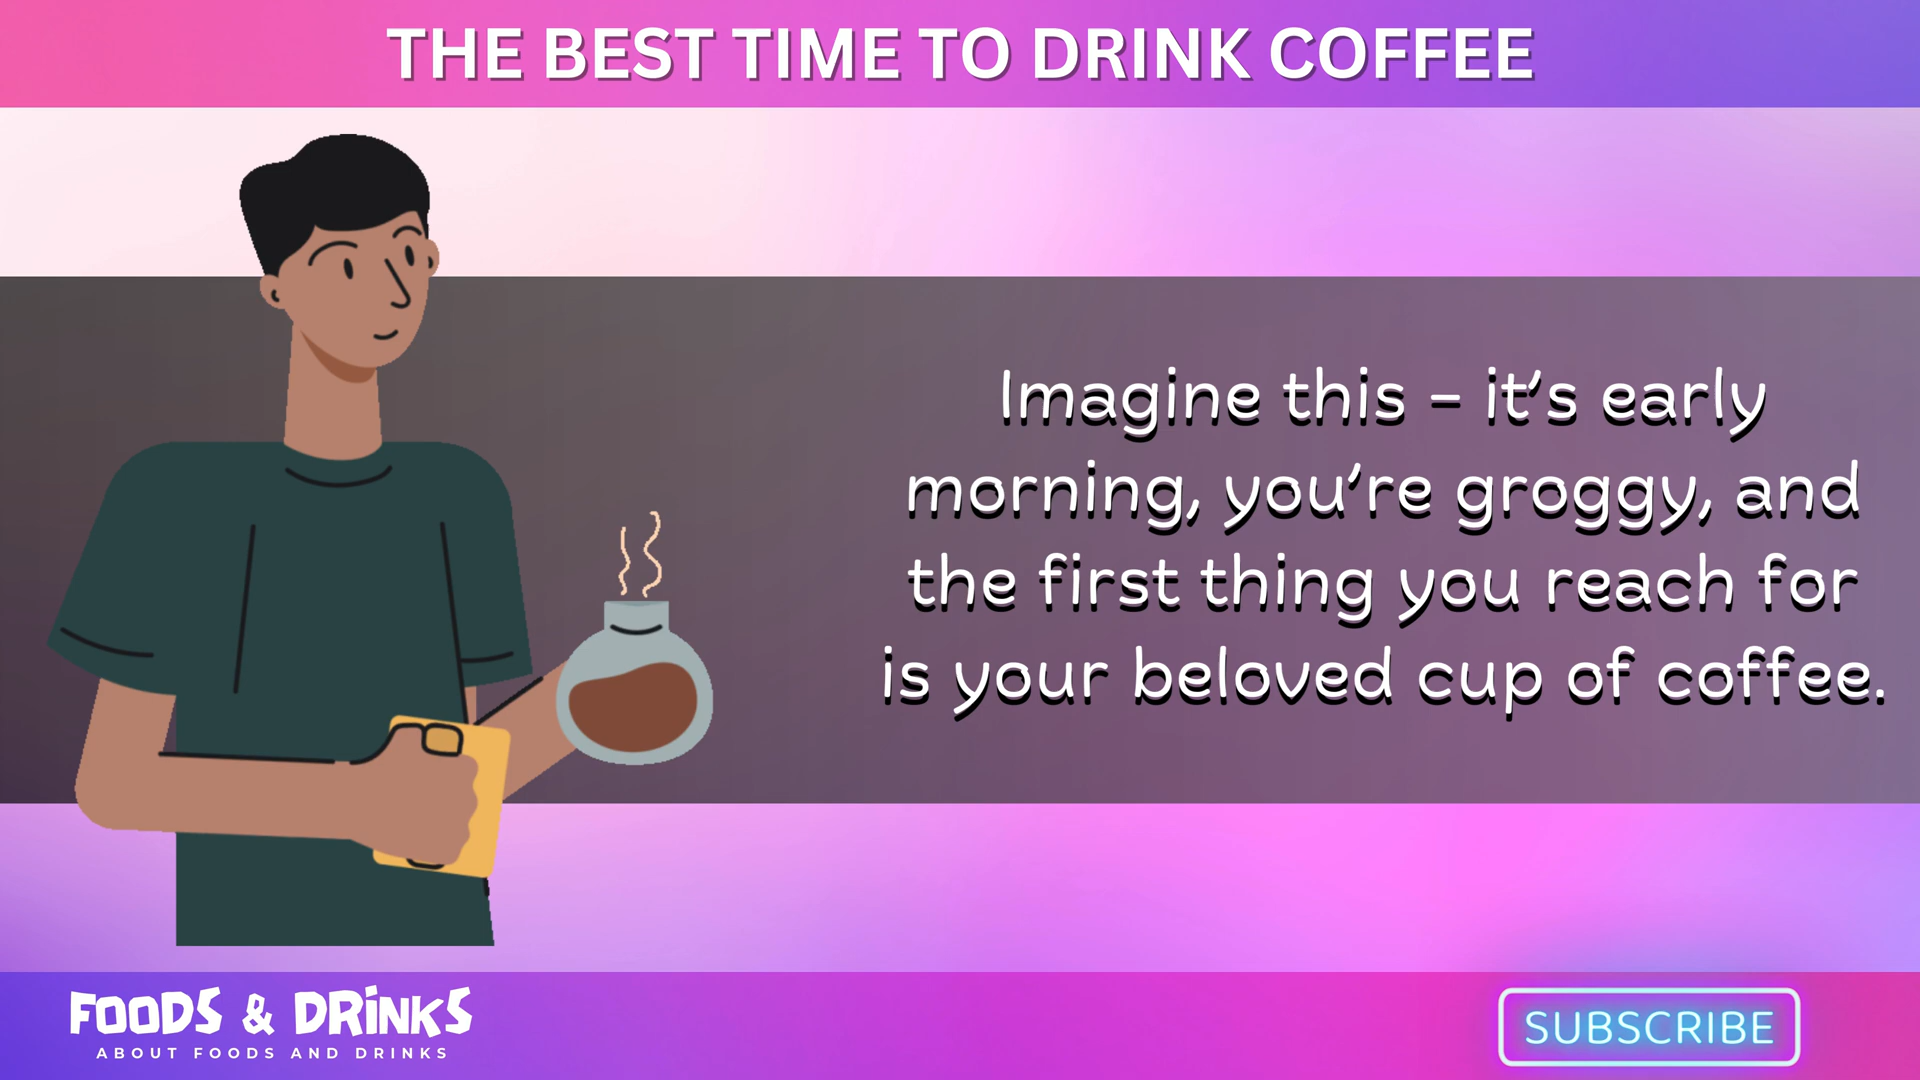 THE BEST TIME TO DRINK COFFEE
Imagine this – it's early
morning, you're groggy, and
the first thing you reach for
is your beloved cup of coffee.
FOODS & DRiNKS
ABOUT FOODS AND DRINKS
SUBSCRIBE